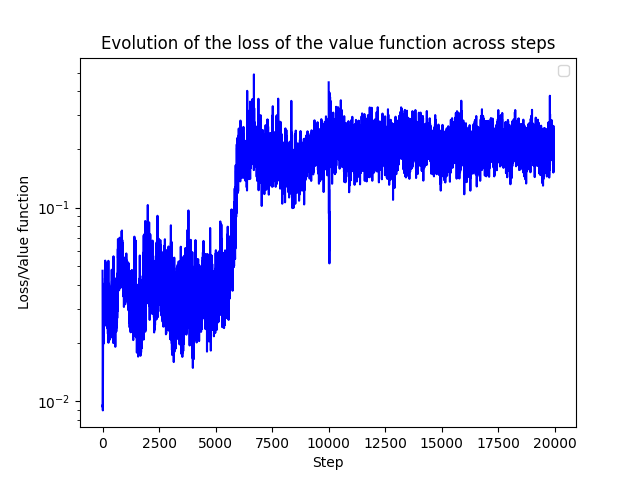 Evolution of the loss of the value function across steps
Loss/Value function
10⁻¹
10⁻²
0 2500 5000 7500 10000 12500 15000 17500 20000
Step